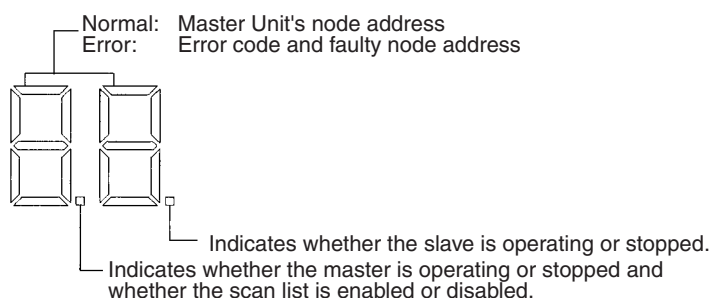 Normal: Master Unit's node address
Error: Error code and faulty node address
Indicates whether the slave is operating or stopped.
Indicates whether the master is operating or stopped and
whether the scan list is enabled or disabled.